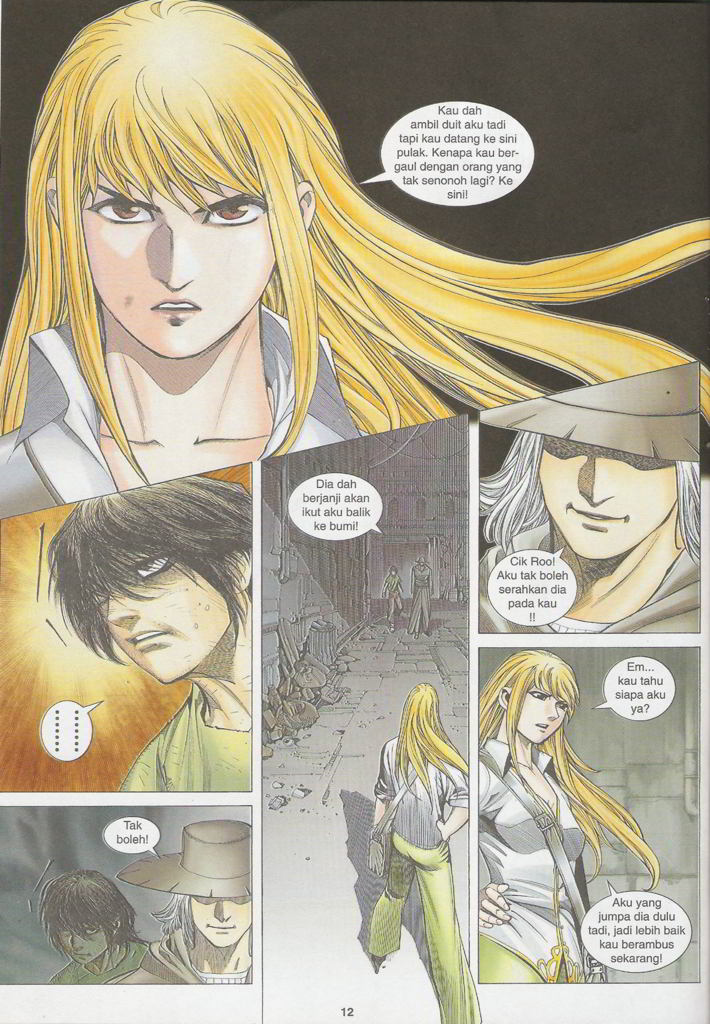 Kau dah
ambil duit aku tadi
tapi kau datang ke sini
pulak. Kenapa kau ber-
gaul dengan orang yang
tak senonoh lagi? Ke
sini!
Dia dah
berjanji akan
ikut aku balik
ke bumi!
Cik Roo!
Aku tak boleh
serahkan dia
pada kau
!!
Tak
boleh!
Em...
kau tahu
siapa aku
ya?
Aku yang
jumpa dia dulu
tadi, jadi lebih baik
kau berambus
sekarang!
12